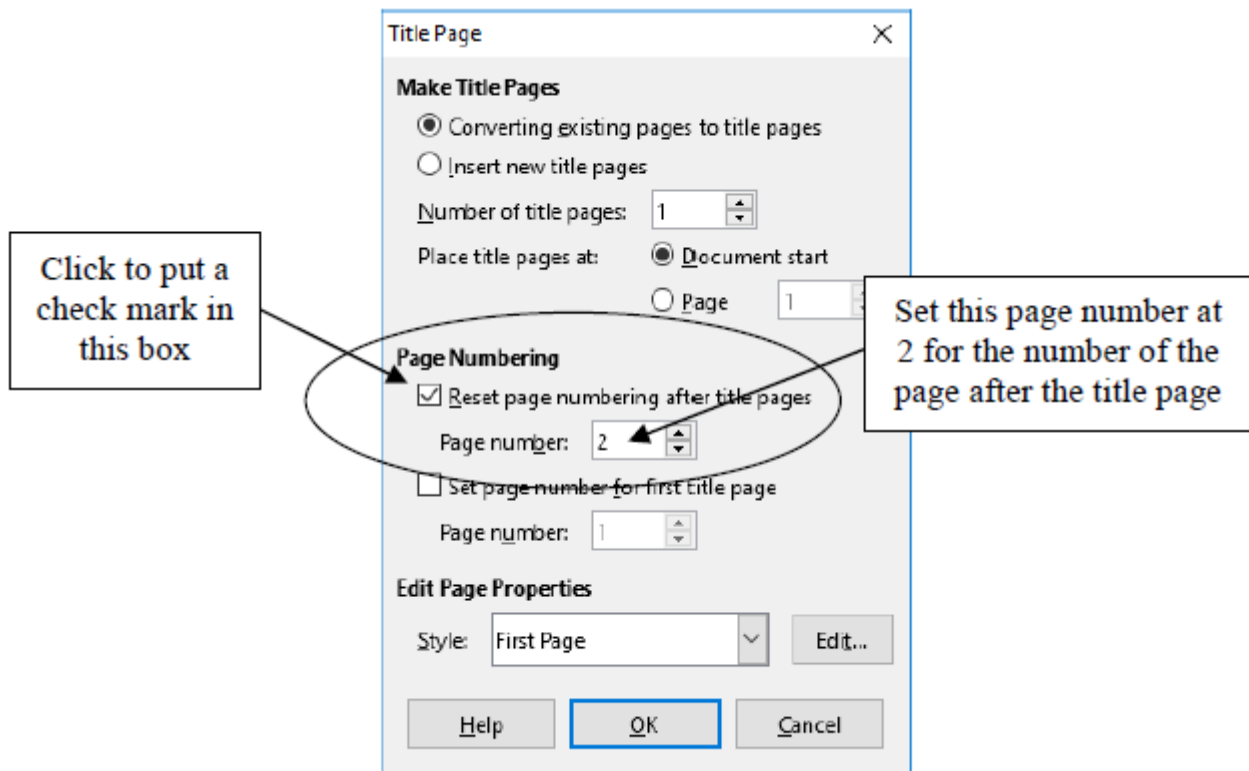 Title Page
Make Title Pages
Converting existing pages to title pages
Insert new title pages
Number of title pages: 1
Place title pages at: Document start
Page 1
Click to put a
check mark in
this box
Set this page number at
2 for the number of the
page after the title page
Page Numbering
Reset page numbering after title pages
Page number: 2
Set page number for first title page
Page number: 1
Edit Page Properties
Style: First Page Edit...
Help OK Cancel